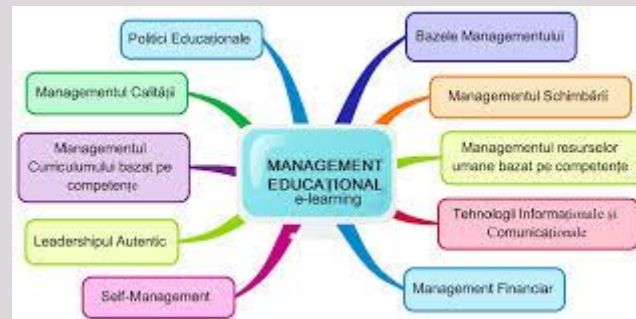 Politici Educaționale
Bazele Managementului
Managementul Calității
Managementul Schimbării
Managementul
Curriculumului bazat pe
competențe
MANAGEMENT
EDUCAȚIONAL
e-learning
Managementul resurselor
umane bazat pe competențe
Leadershipul Autentic
Tehnologii Informaționale și
Comunicaționale
Self-Management
Management Financiar